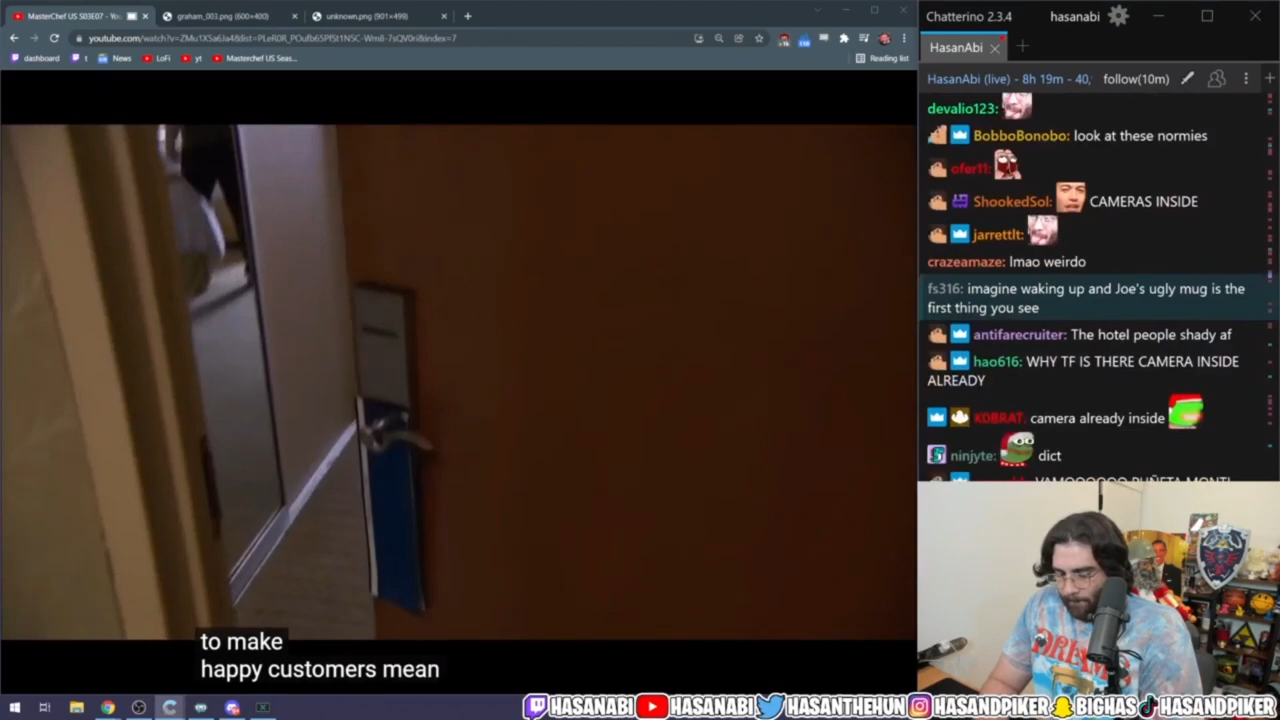 MasterChef US S03E07 - You
graham_003.png (600×400)
unknown.png (901×499)
Reading list
dashboard
t
News
LoFi
yt
Masterchef US Seas...
to make
happy customers mean
Chatterino 2.3.4
hasanabi
HasanAbi
HasanAbi (live) - 8h 19m - 40,
follow(10m)
devalio123:
BobboBonobo: look at these normies
ofer11:
ShookedSol: CAMERAS INSIDE
jarrettlt:
crazeamaze: lmao weirdo
fs316: imagine waking up and Joe's ugly mug is the
first thing you see
antifarecruiter: The hotel people shady af
hao616: WHY TF IS THERE CAMERA INSIDE
ALREADY
KDBRAT: camera already inside
ninjyte: dict
DREAMS
HASANABI
HASANABI
HASANTHEHUN
HASANDPIKER
BIGHAS
HASANDPIKER